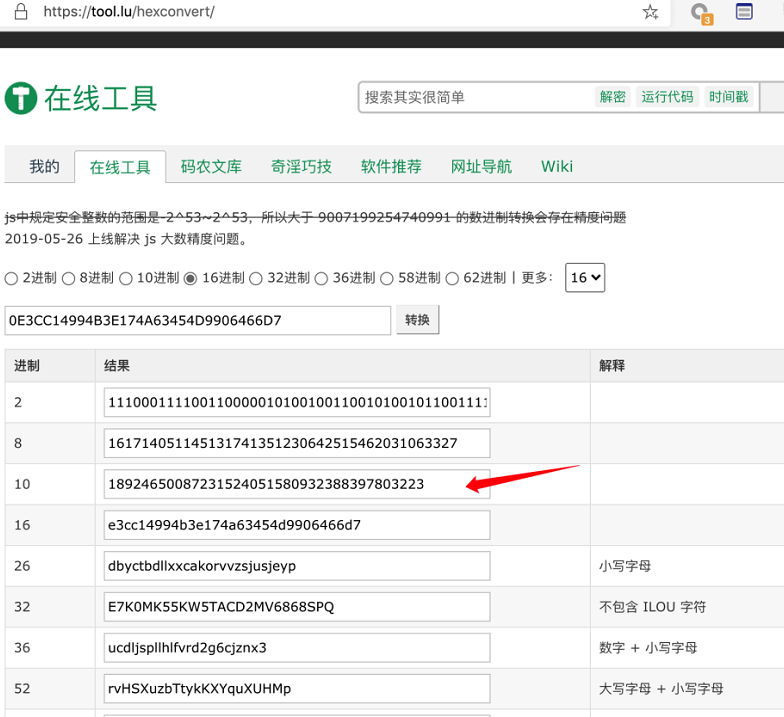 https://tool.lu/hexconvert/
3
在线工具
搜索其实很简单 解密 运行代码 时间戳
我的 在线工具 码农文库 奇淫巧技 软件推荐 网址导航 Wiki
js中规定安全整数的范围是-2^53~2^53，所以大于 9007199254740991 的数进制转换会存在精度问题
2019-05-26 上线解决 js 大数精度问题。
2进制 8进制 10进制 16进制 32进制 36进制 58进制 62进制 | 更多: 16
0E3CC14994B3E174A63454D9906466D7 转换
进制 结果 解释
2 11100011110011000001010010011001010010110011111
8 1617140511451317413512306425154620310​63327
10 18924650087231524051580932388397803223
16 e3cc14994b3e174a63454d9906466d7
26 dbyctbdllxxcakorvvzsjusjeyp 小写字母
32 E7K0MK55KW5TACD2MV6868SPQ 不包含 ILOU 字符
36 ucdljspllhlfvrd2g6cjznx3 数字 + 小写字母
52 rvHSXuzbTtykKXYquXUHMp 大写字母 + 小写字母